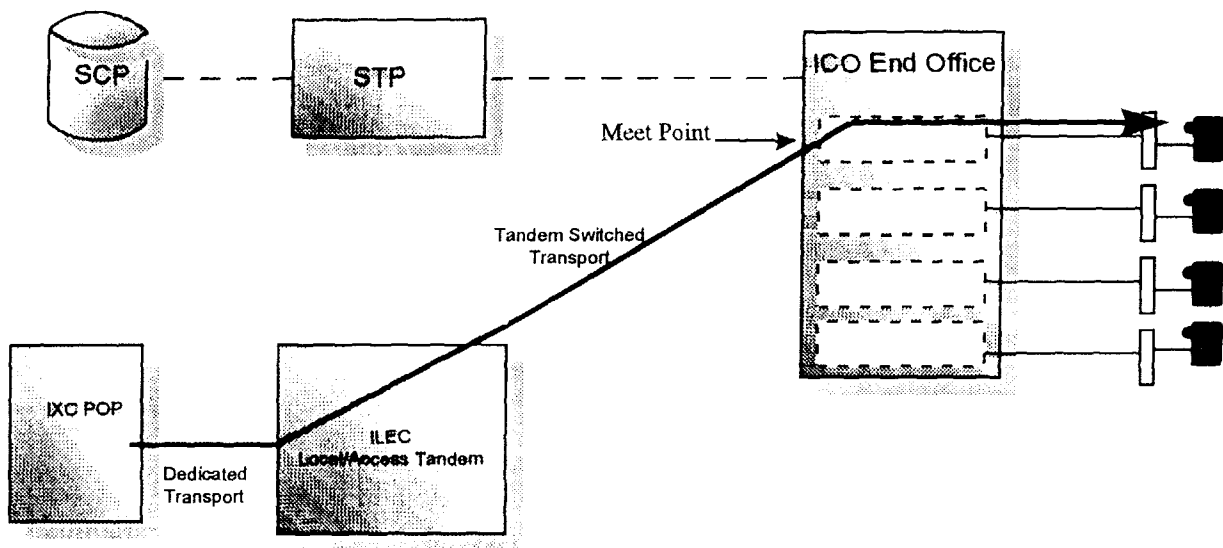 SCP
STP
ICO End Office
Meet Point
Tandem Switched
Transport
IXC POP
ILEC
Local/Access Tandem
Dedicated
Transport